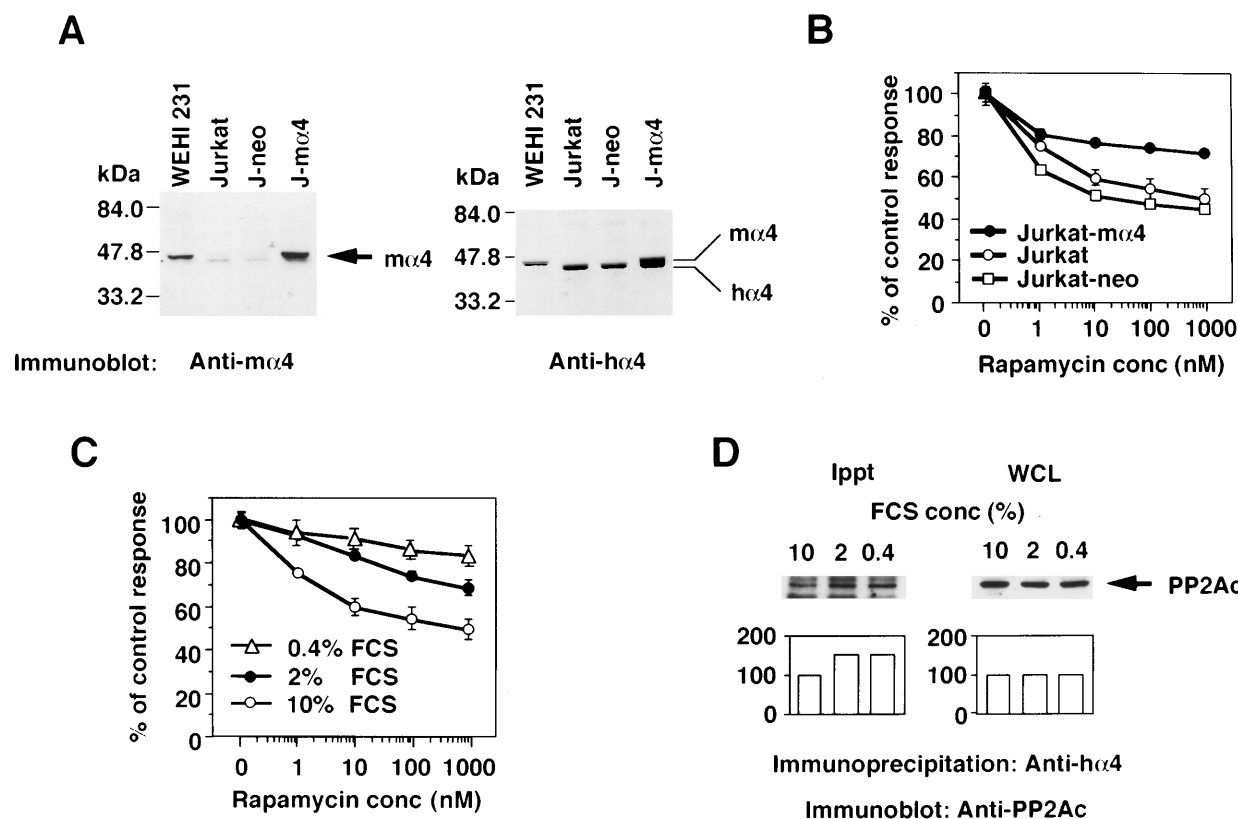 A
kDa
WEHI 231
Jurkat
J-neo
J-mα4
84.0
47.8
33.2
mα4
Immunoblot: Anti-mα4
kDa
WEHI 231
Jurkat
J-neo
J-mα4
84.0
47.8
33.2
mα4
hα4
Anti-hα4
B
% of control response
100
80
60
40
20
0
Jurkat-mα4
Jurkat
Jurkat-neo
0 1 10 100 1000
Rapamycin conc (nM)
C
% of control response
100
80
60
40
20
0
0.4% FCS
2% FCS
10% FCS
0 1 10 100 1000
Rapamycin conc (nM)
D
Ippt WCL
FCS conc (%)
10 2 0.4 10 2 0.4
PP2Ac
200
100
0
200
100
0
Immunoprecipitation: Anti-hα4
Immunoblot: Anti-PP2Ac